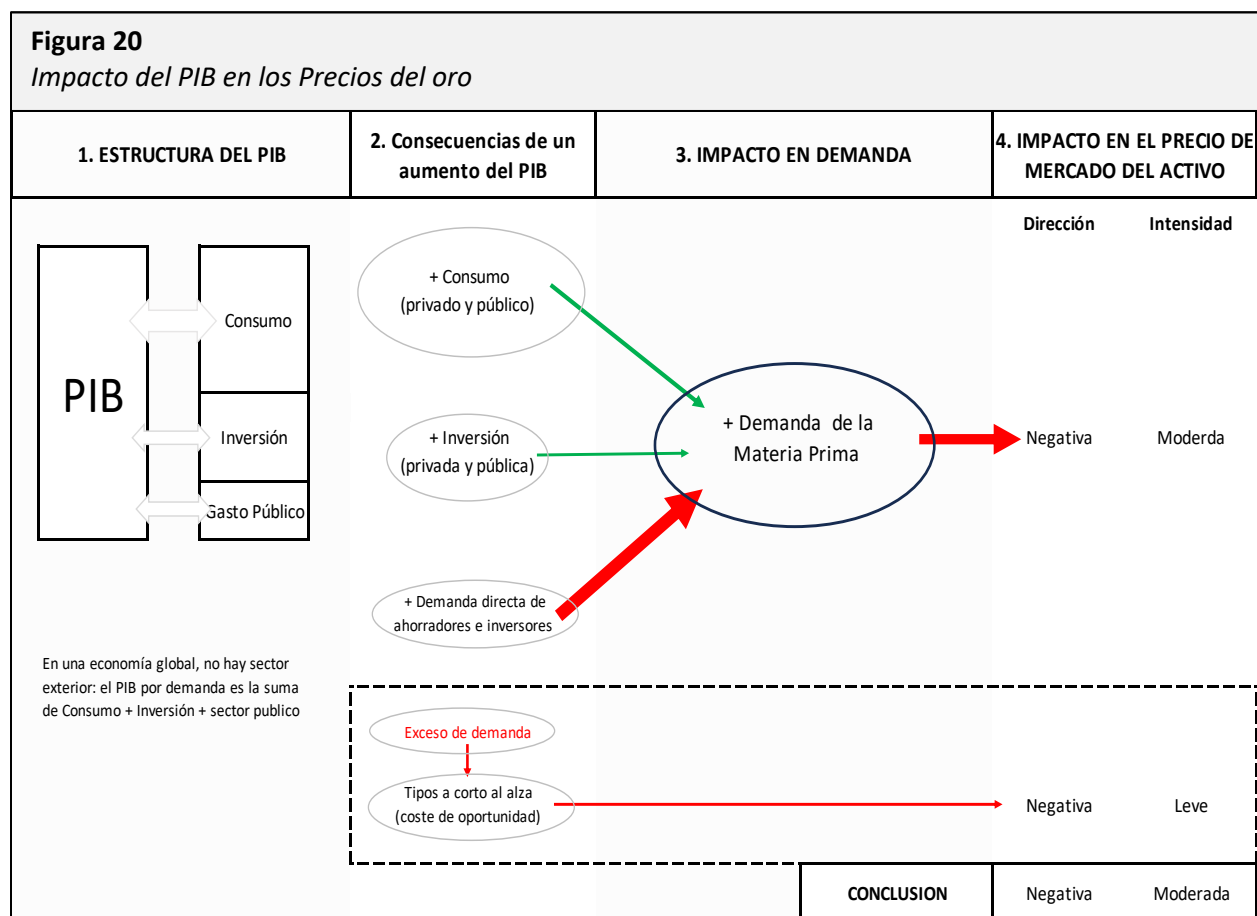 Figura 20
Impacto del PIB en los Precios del oro
1. ESTRUCTURA DEL PIB
2. Consecuencias de un
aumento del PIB
3. IMPACTO EN DEMANDA
4. IMPACTO EN EL PRECIO DE
MERCADO DEL ACTIVO
Dirección Intensidad
PIB
Consumo
Inversión
Gasto Público
+ Consumo
(privado y público)
+ Inversión
(privada y pública)
+ Demanda directa de
ahorradores e inversores
+ Demanda de la
Materia Prima
Negativa Moderda
En una economía global, no hay sector
exterior: el PIB por demanda es la suma
de Consumo + Inversión + sector publico
Exceso de demanda
Tipos a corto al alza
(coste de oportunidad)
Negativa Leve
CONCLUSION Negativa Moderada